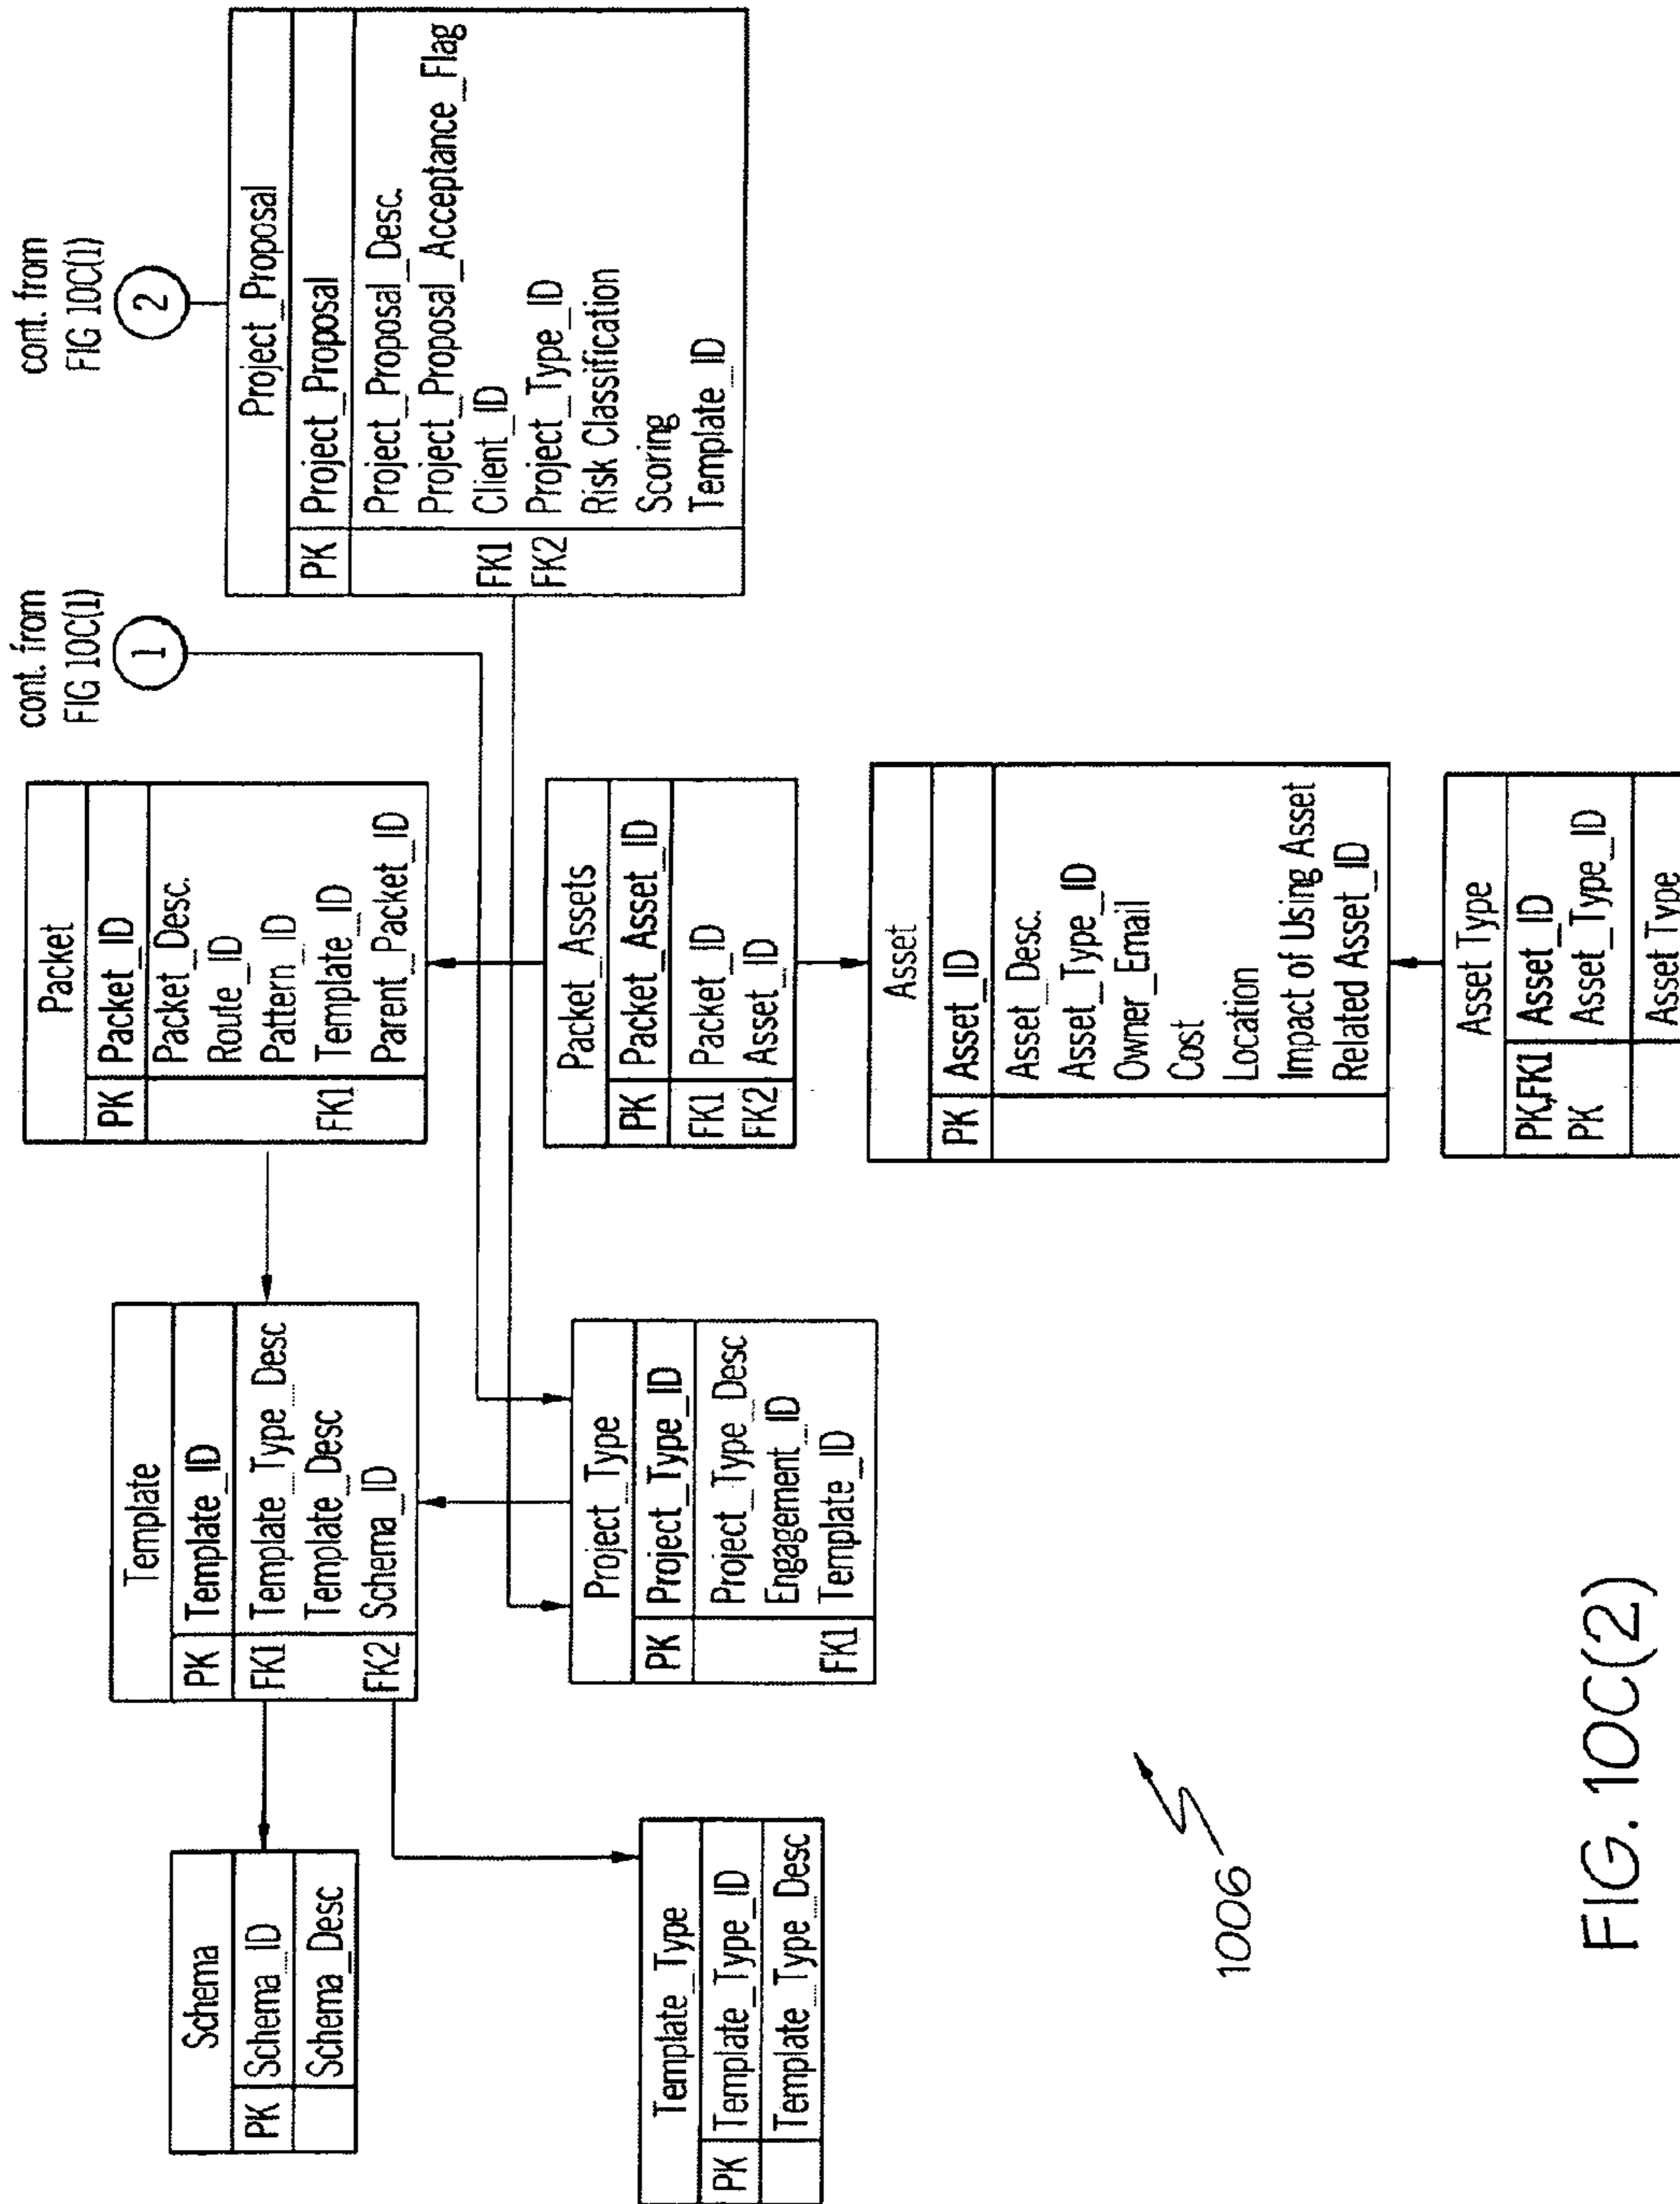 cont. from
FIG 10C(1)
1
cont. from
FIG 10C(1)
2
Schema
PK Schema_ID
Schema_Desc
Template
PK Template_ID
FK1 Template_Type_Desc
Template_Desc
FK2 Schema_ID
Packet
PK Packet_ID
Packet_Desc.
Route_ID
Pattern_ID
FK1 Template_ID
Parent_Packet_ID
Project_Proposal
PK Project_Proposal
Project_Proposal_Desc.
Project_Proposal_Acceptance_Flag
FK1 Client_ID
FK2 Project_Type_ID
Risk Classification
Scoring
Template_ID
Template_Type
PK Template_Type_ID
Template_Type_Desc
Project_Type
PK Project_Type_ID
Project_Type_Desc
Engagement_ID
FK1 Template_ID
Packet_Assets
PK Packet_Asset_ID
FK1 Packet_ID
FK2 Asset_ID
Asset
PK Asset_ID
Asset_Desc.
Asset_Type_ID
Owner_Email
Cost
Location
Impact of Using Asset
Related Asset_ID
Asset Type
PK,FK1 Asset_ID
PK Asset_Type_ID
Asset Type
1006
FIG. 10C(2)